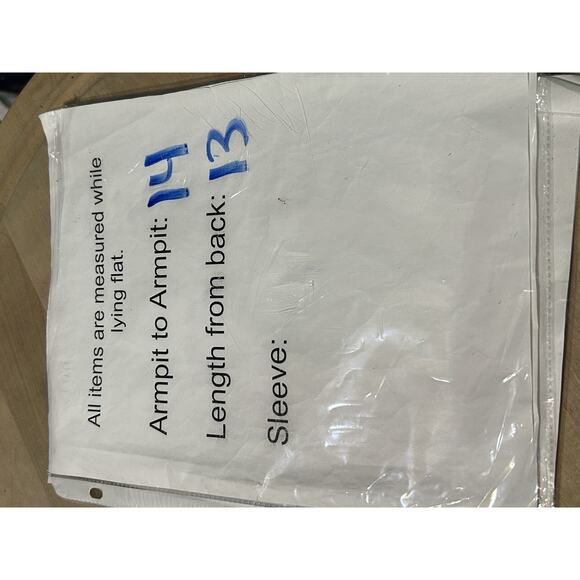 All items are measured while
lying flat.
Armpit to Armpit: 14
Length from back: 13
Sleeve: